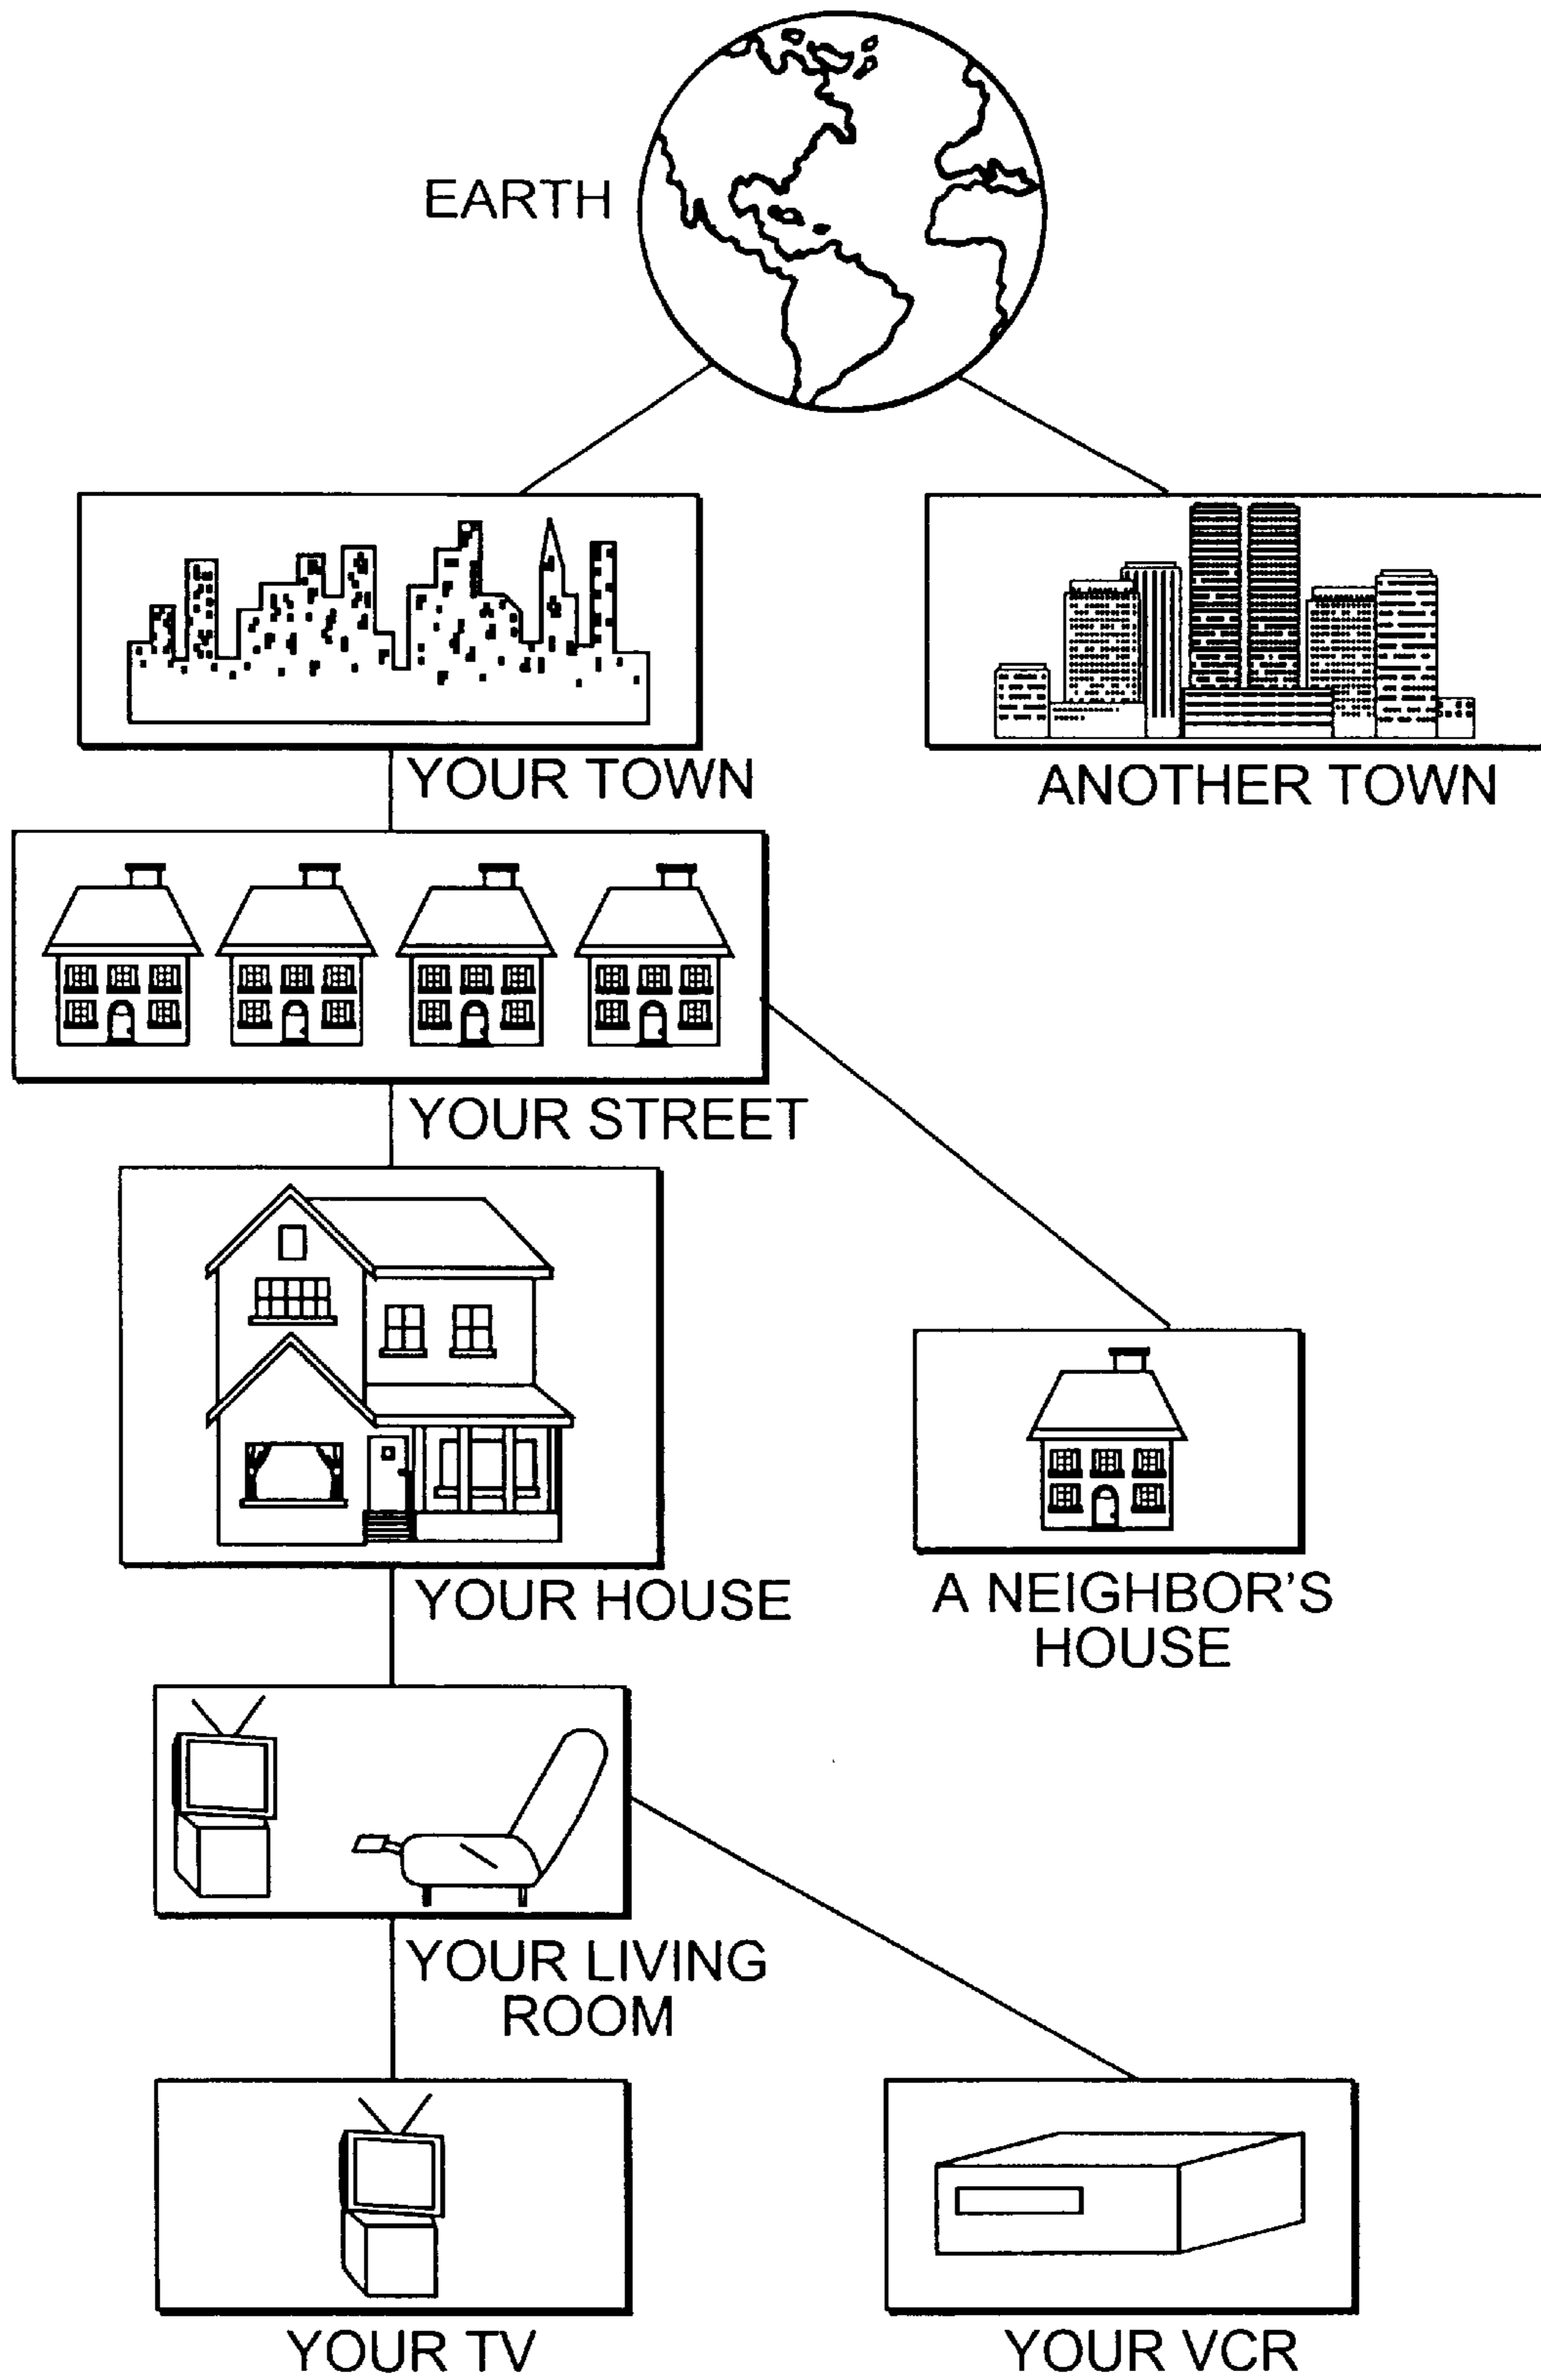 EARTH
YOUR TOWN
ANOTHER TOWN
YOUR STREET
YOUR HOUSE
A NEIGHBOR'S
HOUSE
YOUR LIVING
ROOM
YOUR TV
YOUR VCR